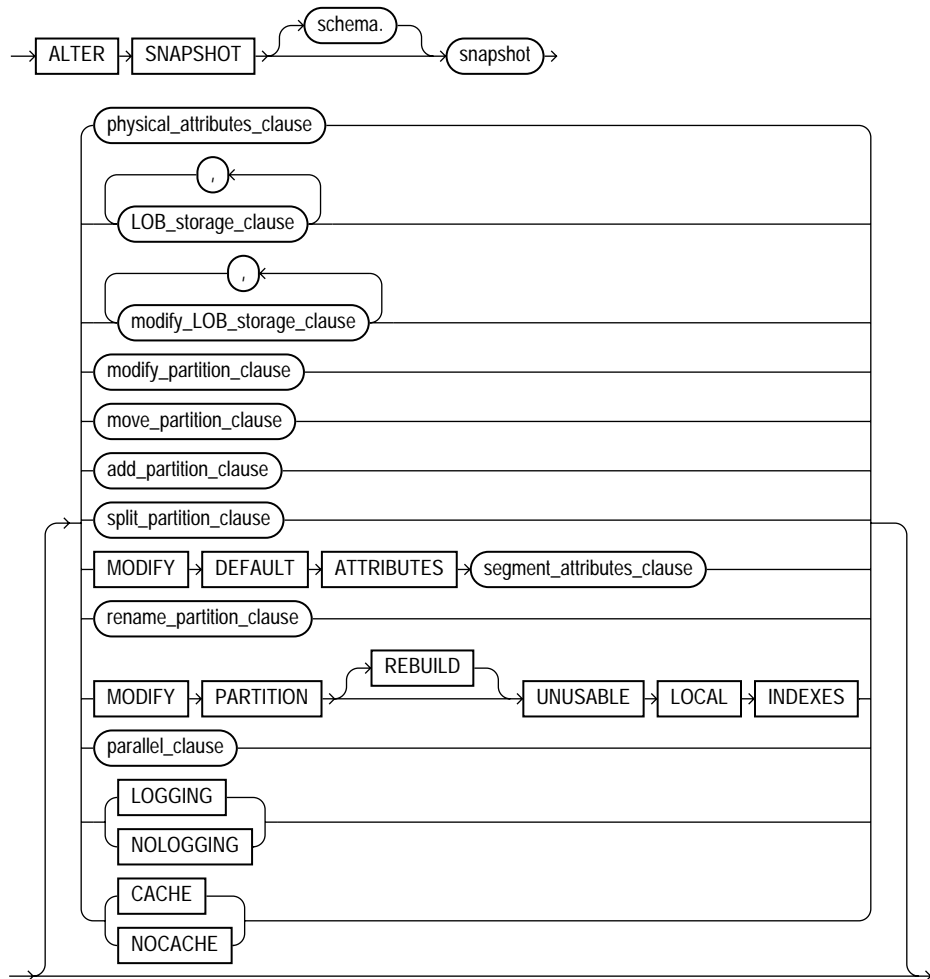 schema.
ALTER SNAPSHOT snapshot
physical_attributes_clause
,
LOB_storage_clause
,
modify_LOB_storage_clause
modify_partition_clause
move_partition_clause
add_partition_clause
split_partition_clause
MODIFY DEFAULT ATTRIBUTES segment_attributes_clause
rename_partition_clause
REBUILD
MODIFY PARTITION UNUSABLE LOCAL INDEXES
parallel_clause
LOGGING
NOLOGGING
CACHE
NOCACHE